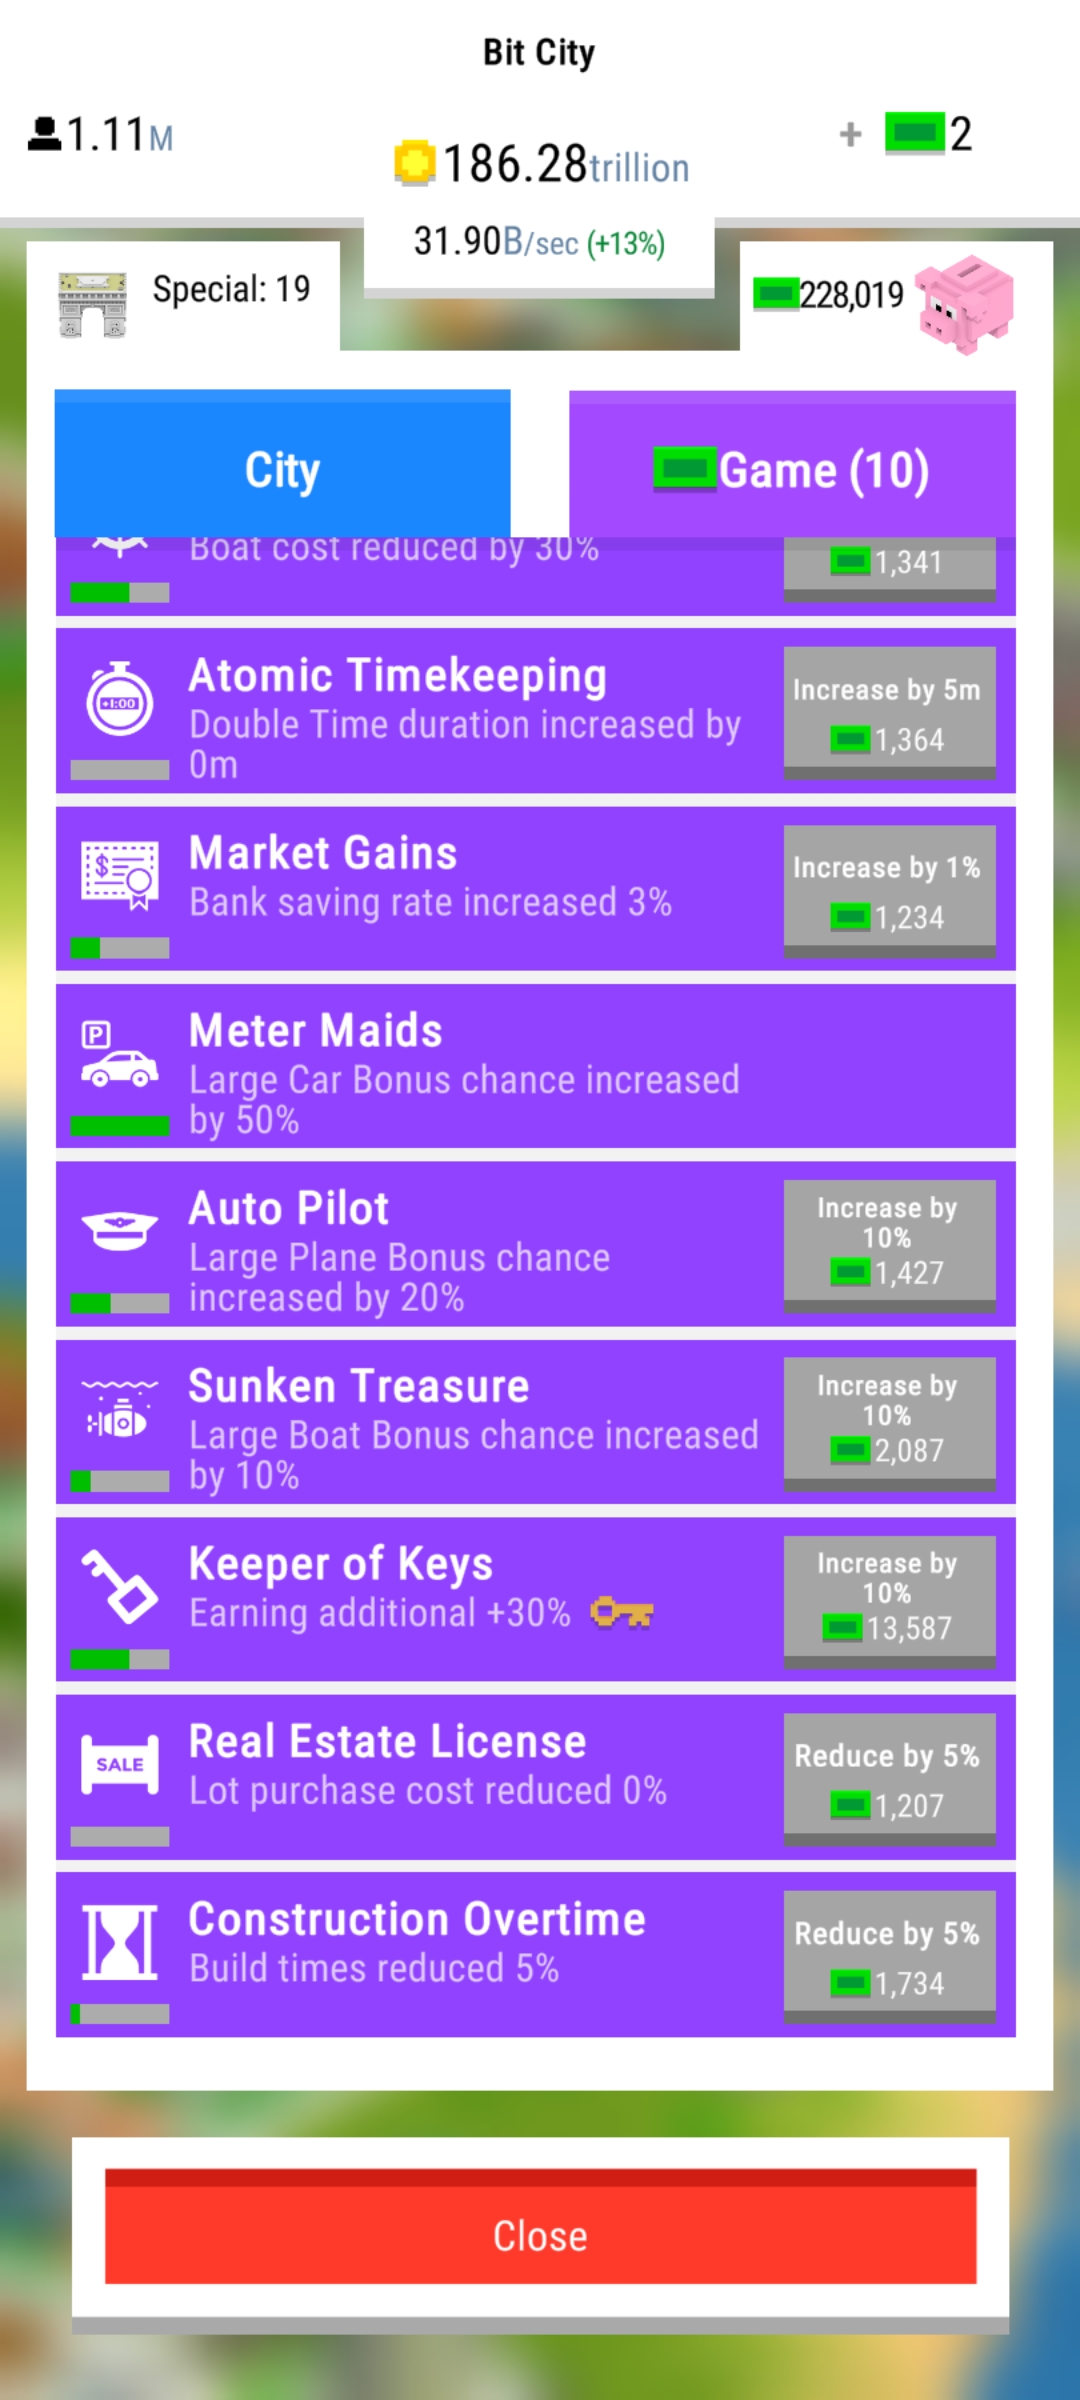 Bit City
1.11M
186.28trillion
+ 2
31.90B/sec (+13%)
Special: 19
228,019
City
Game (10)
Boat cost reduced by 30%
1,341
Atomic Timekeeping
Double Time duration increased by
0m
Increase by 5m
1,364
+1:00
Market Gains
Bank saving rate increased 3%
Increase by 1%
1,234
$
Meter Maids
Large Car Bonus chance increased
by 50%
P
Auto Pilot
Large Plane Bonus chance
increased by 20%
Increase by
10%
1,427
Sunken Treasure
Large Boat Bonus chance increased
by 10%
Increase by
10%
2,087
Keeper of Keys
Earning additional +30%
Increase by
10%
13,587
SALE
Real Estate License
Lot purchase cost reduced 0%
Reduce by 5%
1,207
Construction Overtime
Build times reduced 5%
Reduce by 5%
1,734
Close